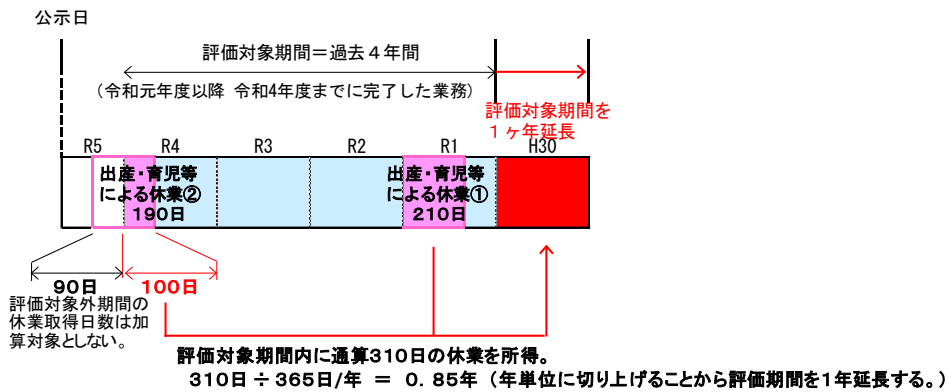 公示日
評価対象期間＝過去４年間
（令和元年度以降 令和4年度までに完了した業務）
評価対象期間を
１ヶ年延長
R5 R4 R3 R2 R1 H30
出産・育児等
による休業②
190日
出産・育児等
による休業①
210日
90日
100日
評価対象外期間の
休業取得日数は加
算対象としない。
評価対象期間内に通算310日の休業を所得。
310日 ÷ 365日/年 ＝ 0．85年（年単位に切り上げることから評価期間を1年延長する。）